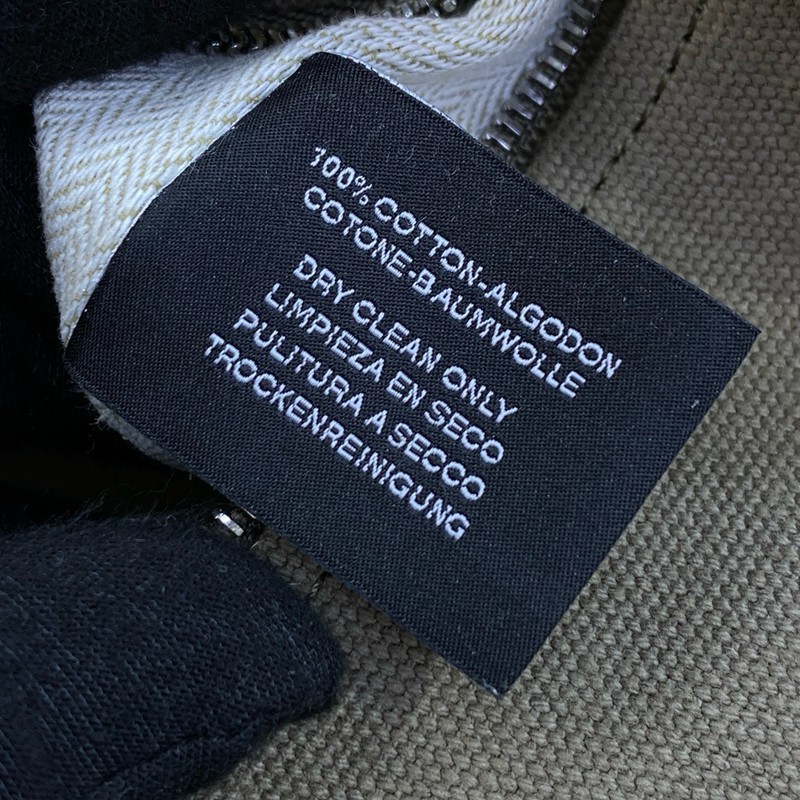 100% COTTON-ALGODON
COTONE-BAUMWOLLE
DRY CLEAN ONLY
LIMPIEZA EN SECO
PULITURA A SECCO
TROCKENREINIGUNG